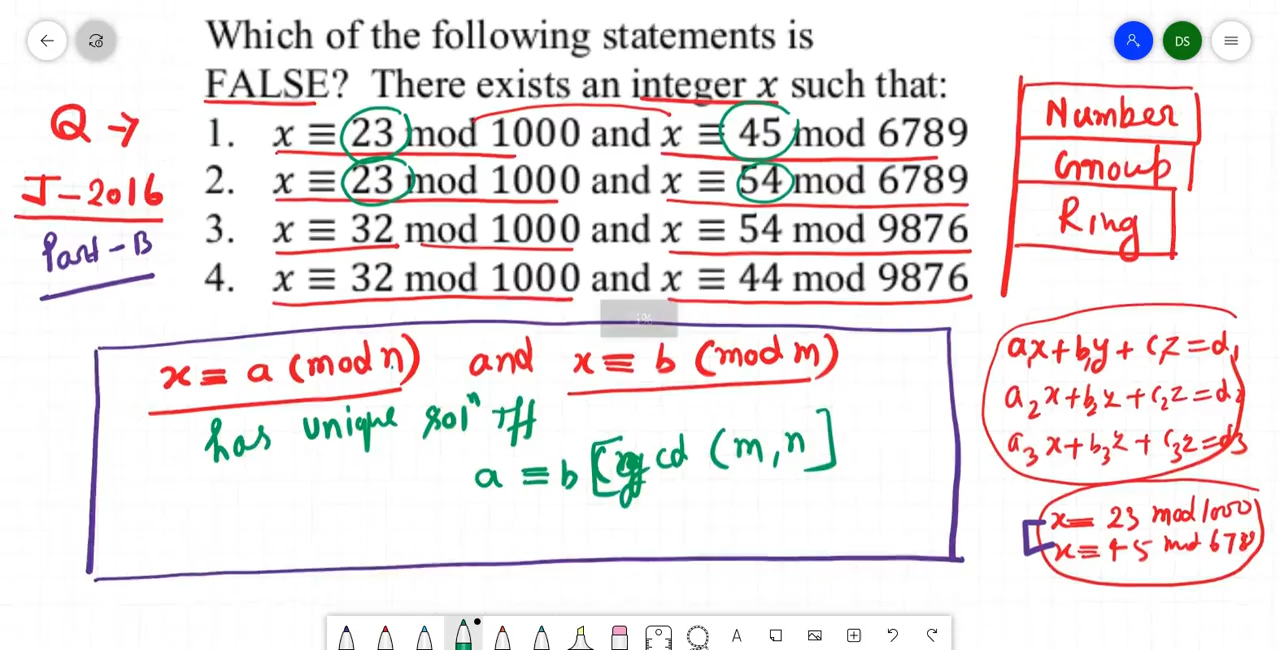 Which of the following statements is
FALSE? There exists an integer x such that:
1. x ≡ 23 mod 1000 and x ≡ 45 mod 6789
2. x ≡ 23 mod 1000 and x ≡ 54 mod 6789
3. x ≡ 32 mod 1000 and x ≡ 54 mod 9876
4. x ≡ 32 mod 1000 and x ≡ 44 mod 9876
Q →
J-2016
Part-B
DS
Number
Group
Ring
x ≡ a (mod n) and x ≡ b (mod m)
has unique solⁿ iff
a ≡ b [gcd (m,n]
a₁x + b₁y + c₁z = d₁
a₂x + b₂z + c₂z = d₂
a₃x + b₃z + c₃z = d3
x ≡ 23 mod 1000
x ≡ 45 mod 6789
A